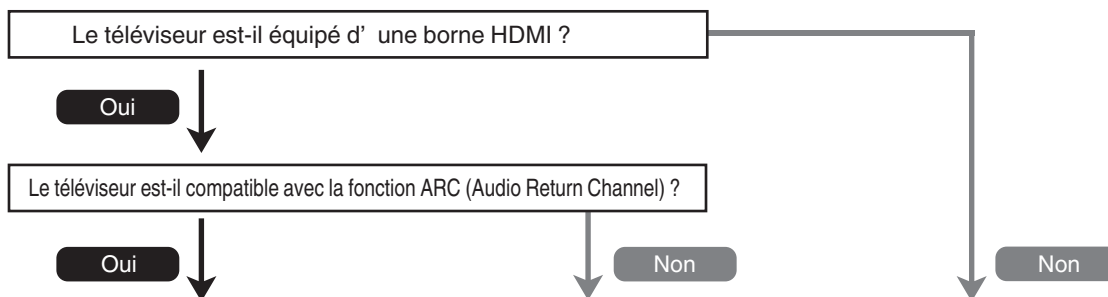 Le téléviseur est-il équipé d’ une borne HDMI ?
Oui
Le téléviseur est-il compatible avec la fonction ARC (Audio Return Channel) ?
Oui
Non
Non